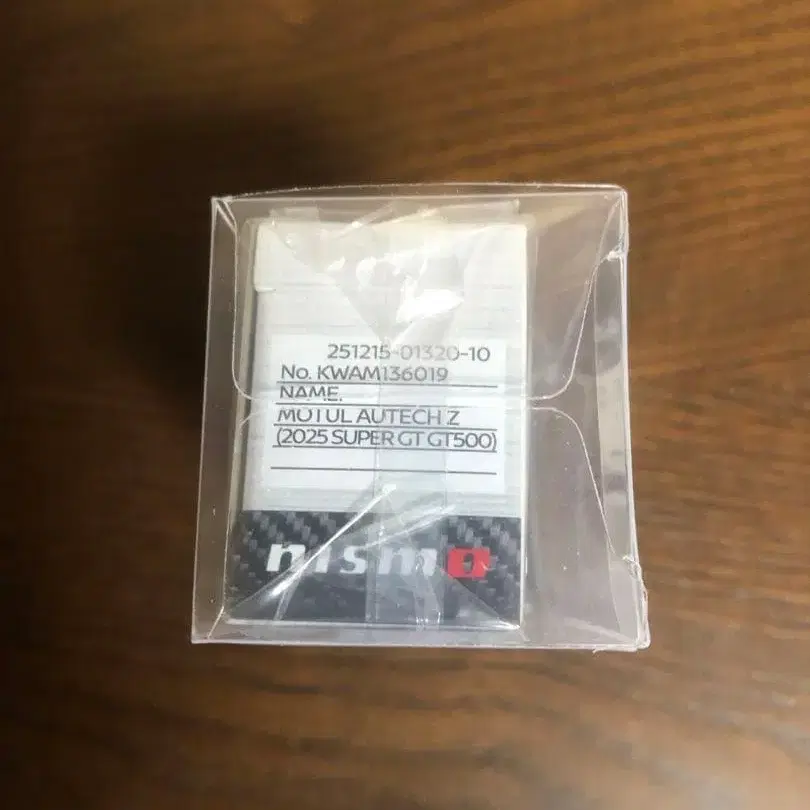 251215-01320-10
No. KWAM136019
NAME.
MOTUL AUTECH Z
(2025 SUPER GT GT500)
nismo